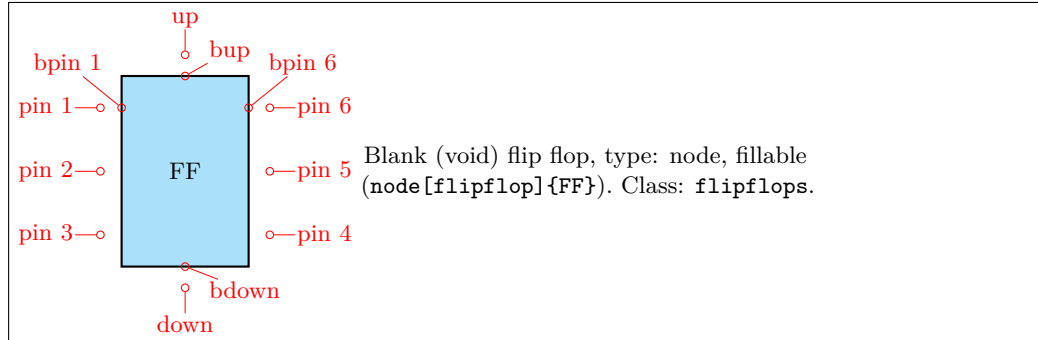 up
bup
bpin 1
bpin 6
pin 1
pin 6
pin 2
FF
pin 5
pin 3
pin 4
bdown
down
Blank (void) flip flop, type: node, fillable
(node[flipflop]{FF}). Class: flipflops.